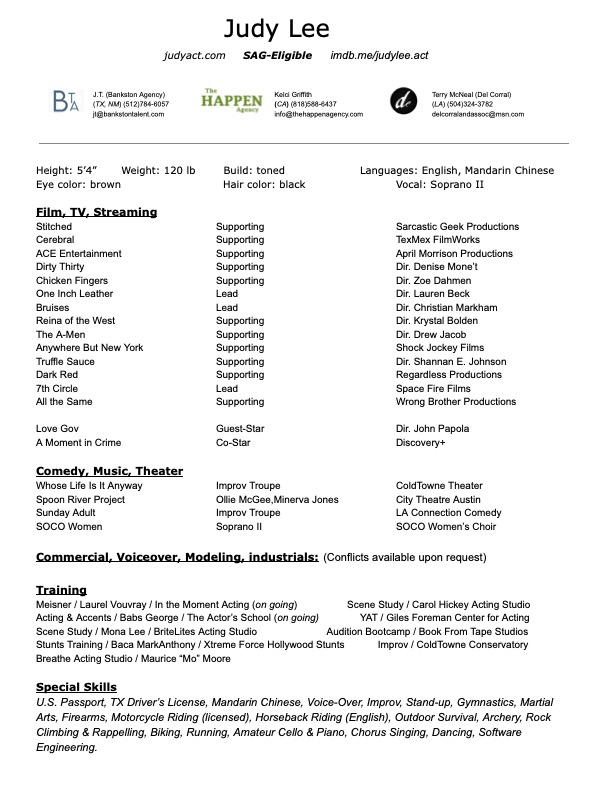 Judy Lee
judyact.com SAG-Eligible imdb.me/judylee.act
BTA
J.T. (Bankston Agency)
(TX, NM) (512)784-6057
jt@bankstontalent.com
The
HAPPEN
Agency
Kelci Griffith
(CA) (818)588-6437
info@thehappenagency.com
de
Terry McNeal (Del Corral)
(LA) (504)324-3782
delcorralandassoc@msn.com
Height: 5’4” Weight: 120 lb Build: toned Languages: English, Mandarin Chinese
Eye color: brown Hair color: black Vocal: Soprano II
Film, TV, Streaming
Stitched Supporting Sarcastic Geek Productions
Cerebral Supporting TexMex FilmWorks
ACE Entertainment Supporting April Morrison Productions
Dirty Thirty Supporting Dir. Denise Mone’t
Chicken Fingers Supporting Dir. Zoe Dahmen
One Inch Leather Lead Dir. Lauren Beck
Bruises Lead Dir. Christian Markham
Reina of the West Supporting Dir. Krystal Bolden
The A-Men Supporting Dir. Drew Jacob
Anywhere But New York Supporting Shock Jockey Films
Truffle Sauce Supporting Dir. Shannan E. Johnson
Dark Red Supporting Regardless Productions
7th Circle Lead Space Fire Films
All the Same Supporting Wrong Brother Productions
Love Gov Guest-Star Dir. John Papola
A Moment in Crime Co-Star Discovery+
Comedy, Music, Theater
Whose Life Is It Anyway Improv Troupe ColdTowne Theater
Spoon River Project Ollie McGee,Minerva Jones City Theatre Austin
Sunday Adult Improv Troupe LA Connection Comedy
SOCO Women Soprano II SOCO Women’s Choir
Commercial, Voiceover, Modeling, industrials: (Conflicts available upon request)
Training
Meisner / Laurel Vouvray / In the Moment Acting (on going) Scene Study / Carol Hickey Acting Studio
Acting & Accents / Babs George / The Actor’s School (on going) YAT / Giles Foreman Center for Acting
Scene Study / Mona Lee / BriteLites Acting Studio Audition Bootcamp / Book From Tape Studios
Stunts Training / Baca MarkAnthony / Xtreme Force Hollywood Stunts Improv / ColdTowne Conservatory
Breathe Acting Studio / Maurice “Mo” Moore
Special Skills
U.S. Passport, TX Driver’s License, Mandarin Chinese, Voice-Over, Improv, Stand-up, Gymnastics, Martial
Arts, Firearms, Motorcycle Riding (licensed), Horseback Riding (English), Outdoor Survival, Archery, Rock
Climbing & Rappelling, Biking, Running, Amateur Cello & Piano, Chorus Singing, Dancing, Software
Engineering.